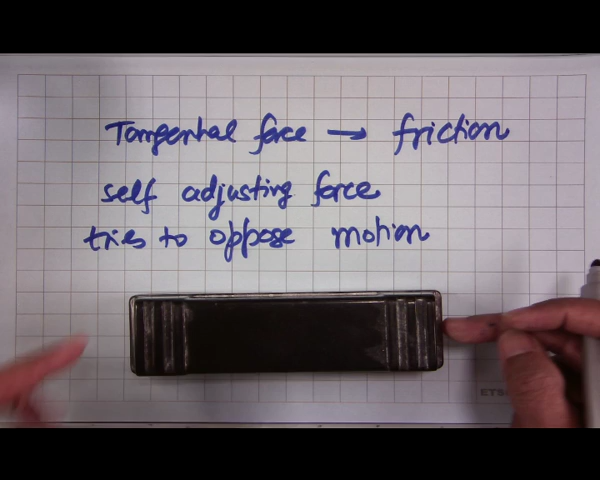 Tangential force → friction
self adjusting force
tries to oppose motion